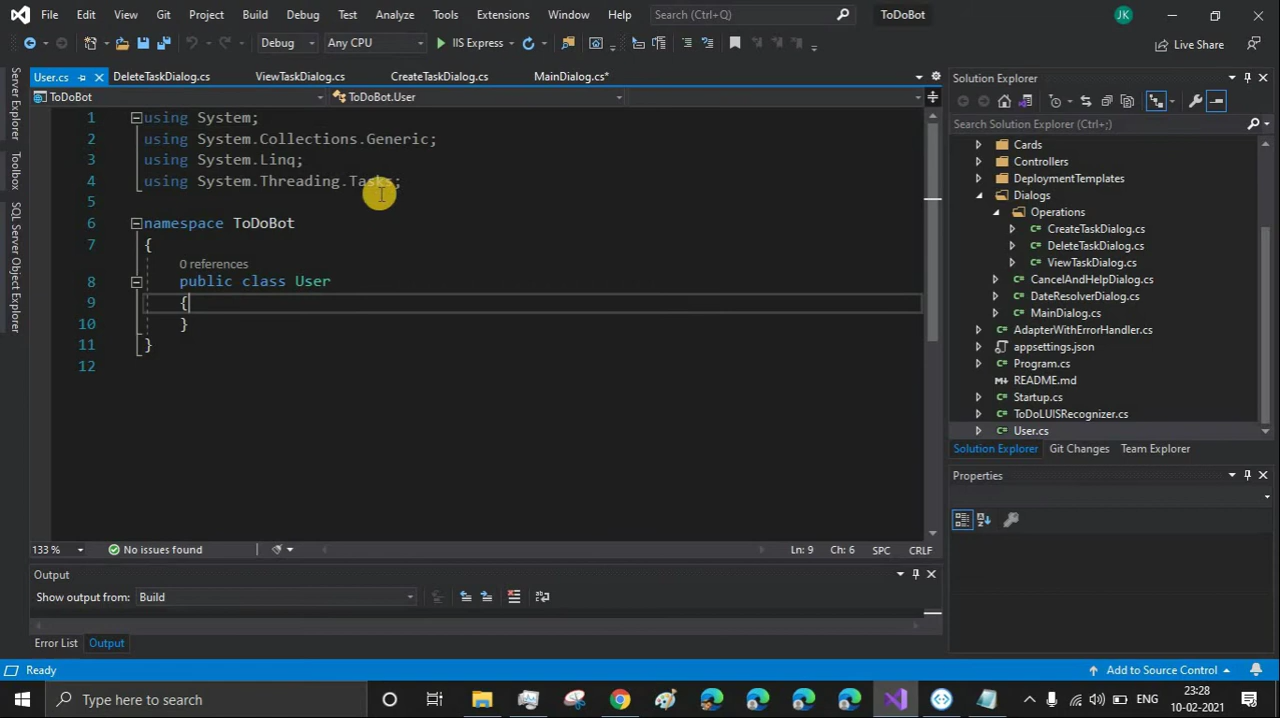 File Edit View Git Project Build Debug Test Analyze Tools Extensions Window Help Search (Ctrl+Q) ToDoBot JK
Debug Any CPU IIS Express Live Share
User.cs DeleteTaskDialog.cs ViewTaskDialog.cs CreateTaskDialog.cs MainDialog.cs*
ToDoBot ToDoBot.User
1 using System;
2 using System.Collections.Generic;
3 using System.Linq;
4 using System.Threading.Tasks;
5
6 namespace ToDoBot
7 {
0 references
8 public class User
9 {
10 }
11 }
12
133 % No issues found Ln: 9 Ch: 6 SPC CRLF
Server Explorer
Toolbox
SQL Server Object Explorer
Solution Explorer
Search Solution Explorer (Ctrl+;)
Cards
Controllers
DeploymentTemplates
Dialogs
Operations
CreateTaskDialog.cs
DeleteTaskDialog.cs
ViewTaskDialog.cs
CancelAndHelpDialog.cs
DateResolverDialog.cs
MainDialog.cs
AdapterWithErrorHandler.cs
appsettings.json
Program.cs
README.md
Startup.cs
ToDoLUISRecognizer.cs
User.cs
Solution Explorer Git Changes Team Explorer
Properties
Output
Show output from: Build
Error List Output
Ready Add to Source Control
Type here to search ENG 23:28
10-02-2021